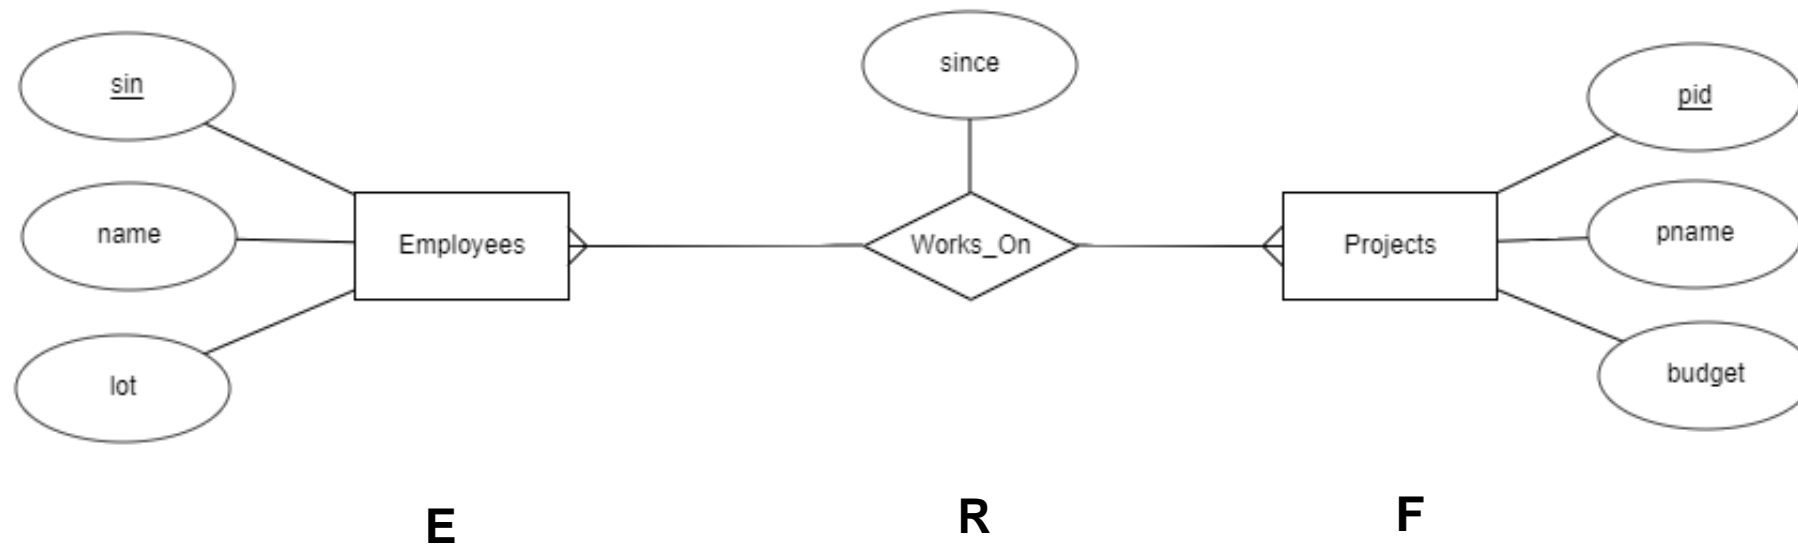 since
sin
pid
name
Employees
Works_On
Projects
pname
lot
budget
E
R
F